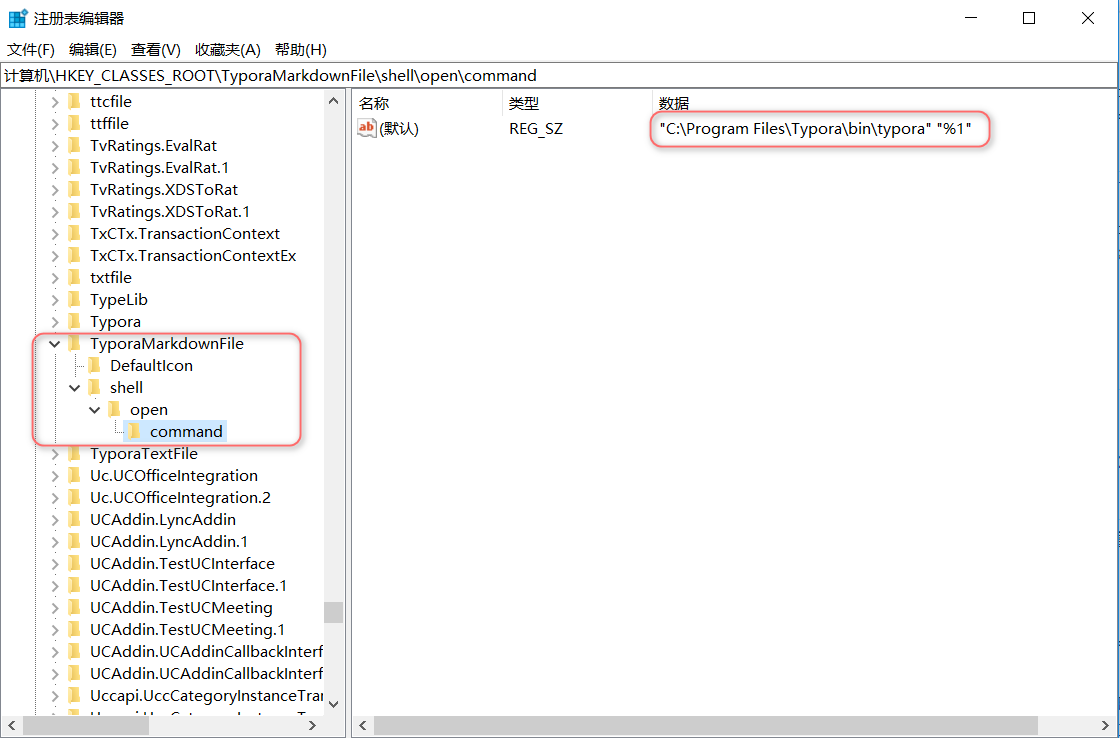 注册表编辑器
文件(F) 编辑(E) 查看(V) 收藏夹(A) 帮助(H)
计算机\HKEY_CLASSES_ROOT\TyporaMarkdownFile\shell\open\command
ttcfile
ttffile
TvRatings.EvalRat
TvRatings.EvalRat.1
TvRatings.XDSToRat
TvRatings.XDSToRat.1
TxCTx.TransactionContext
TxCTx.TransactionContextEx
txtfile
TypeLib
Typora
TyporaMarkdownFile
DefaultIcon
shell
open
command
TyporaTextFile
Uc.UCOfficeIntegration
Uc.UCOfficeIntegration.2
UCAddin.LyncAddin
UCAddin.LyncAddin.1
UCAddin.TestUCInterface
UCAddin.TestUCInterface.1
UCAddin.TestUCMeeting
UCAddin.TestUCMeeting.1
UCAddin.UCAddinCallbackInterf
UCAddin.UCAddinCallbackInterf
Uccapi.UccCategoryInstanceTran
名称 类型 数据
ab (默认) REG_SZ "C:\Program Files\Typora\bin\typora" "%1"